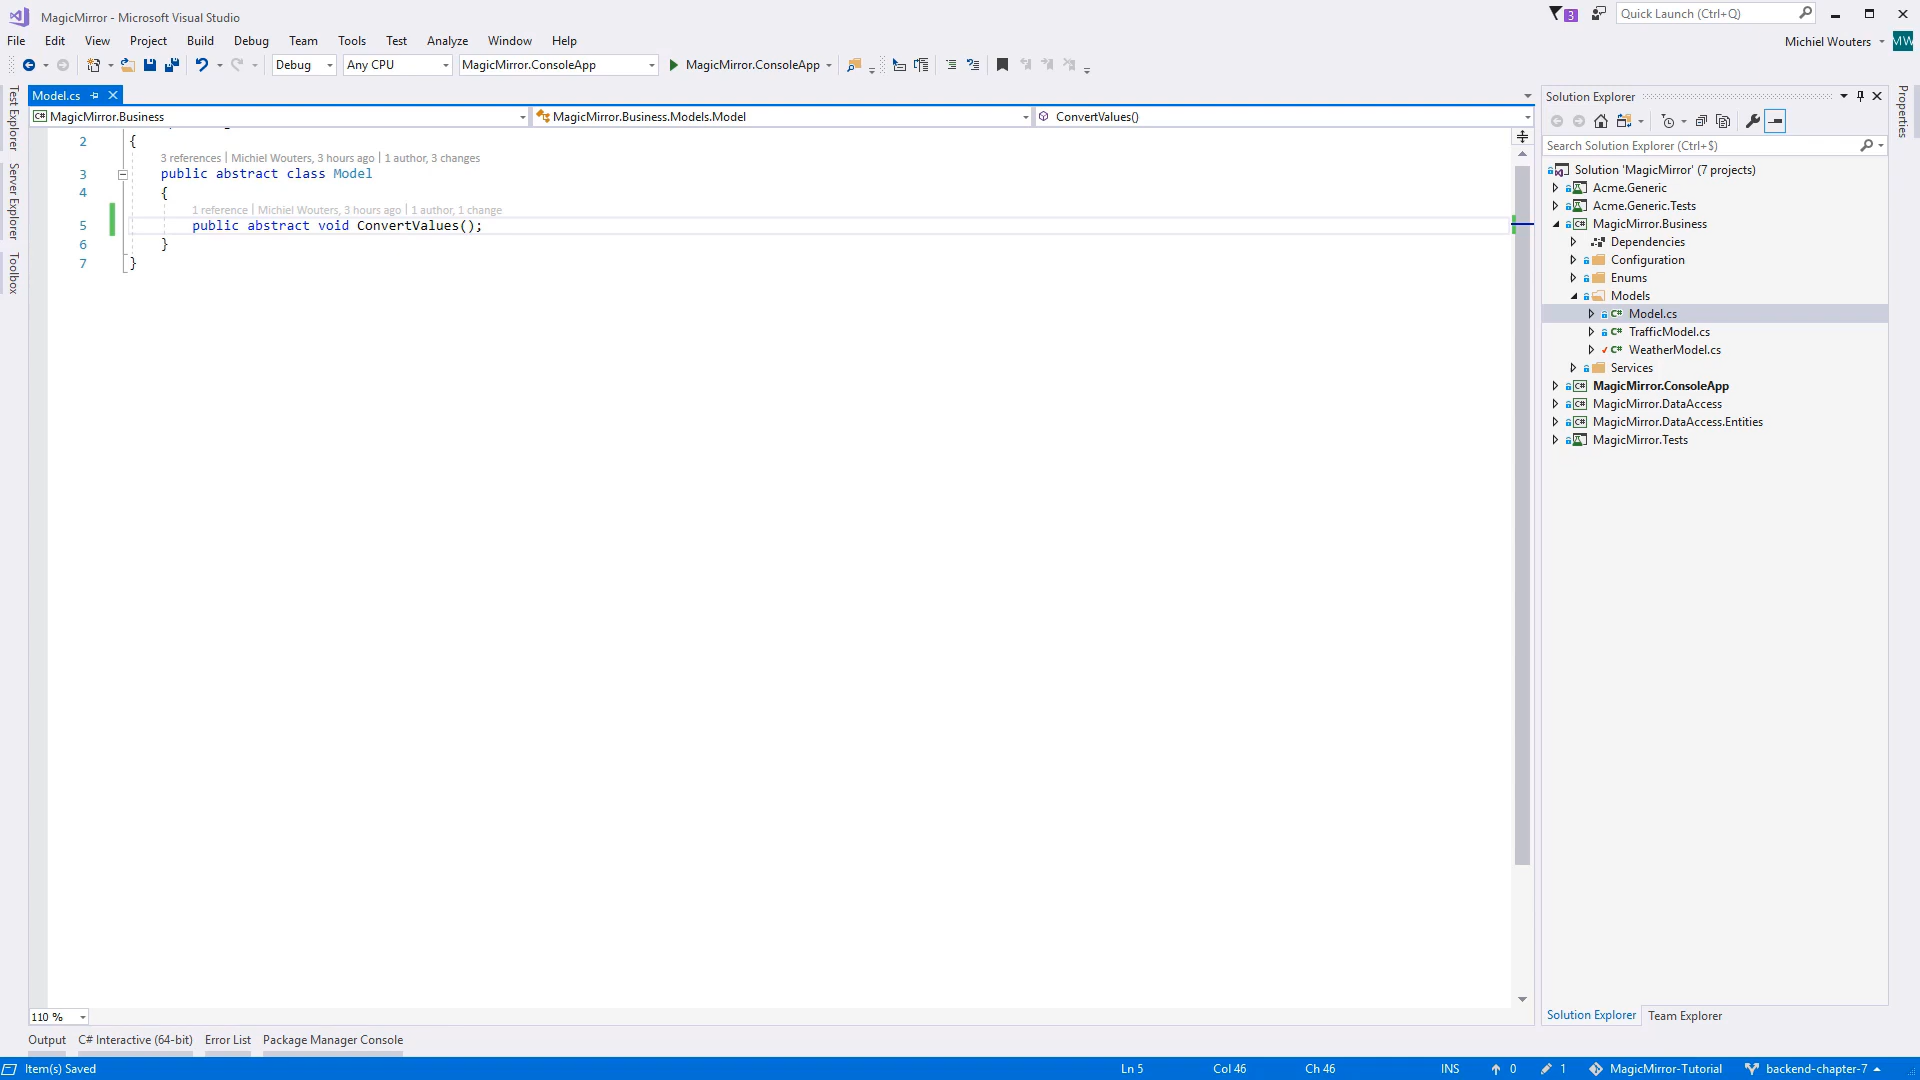 MagicMirror - Microsoft Visual Studio
3
Quick Launch (Ctrl+Q)
File Edit View Project Build Debug Team Tools Test Analyze Window Help
Michiel Wouters
MW
Debug
Any CPU
MagicMirror.ConsoleApp
MagicMirror.ConsoleApp
Test Explorer
Server Explorer
Toolbox
Model.cs
C# MagicMirror.Business
MagicMirror.Business.Models.Model
ConvertValues()
2 {
3 references | Michiel Wouters, 3 hours ago | 1 author, 3 changes
3 public abstract class Model
4 {
1 reference | Michiel Wouters, 3 hours ago | 1 author, 1 change
5 public abstract void ConvertValues();
6 }
7 }
110 %
Solution Explorer
Search Solution Explorer (Ctrl+$)
Solution 'MagicMirror' (7 projects)
Acme.Generic
Acme.Generic.Tests
C# MagicMirror.Business
Dependencies
Configuration
Enums
Models
C# Model.cs
C# TrafficModel.cs
C# WeatherModel.cs
Services
C# MagicMirror.ConsoleApp
C# MagicMirror.DataAccess
C# MagicMirror.DataAccess.Entities
MagicMirror.Tests
Solution Explorer
Team Explorer
Properties
Output
C# Interactive (64-bit)
Error List
Package Manager Console
Item(s) Saved
Ln 5
Col 46
Ch 46
INS
0
1
MagicMirror-Tutorial
backend-chapter-7